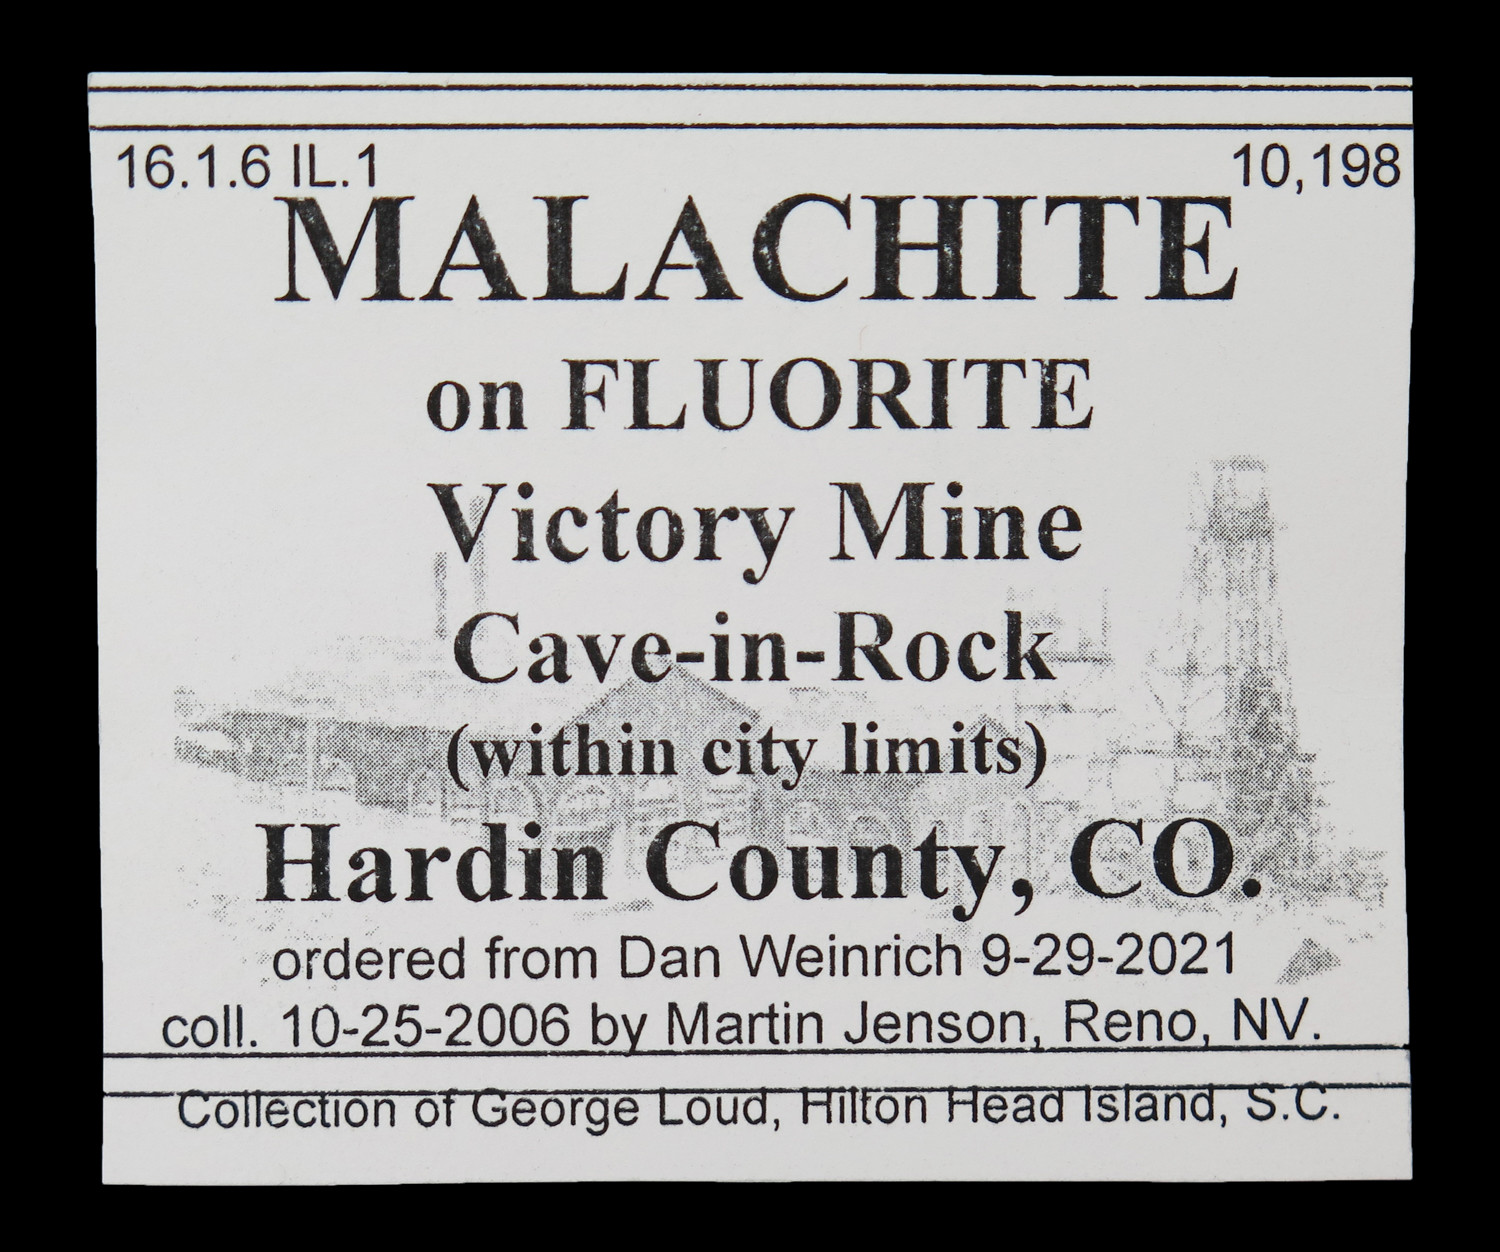 16.1.6 IL.1 10,198
MALACHITE
on FLUORITE
Victory Mine
Cave-in-Rock
(within city limits)
Hardin County, CO.
ordered from Dan Weinrich 9-29-2021
coll. 10-25-2006 by Martin Jenson, Reno, NV.
Collection of George Loud, Hilton Head Island, S.C.